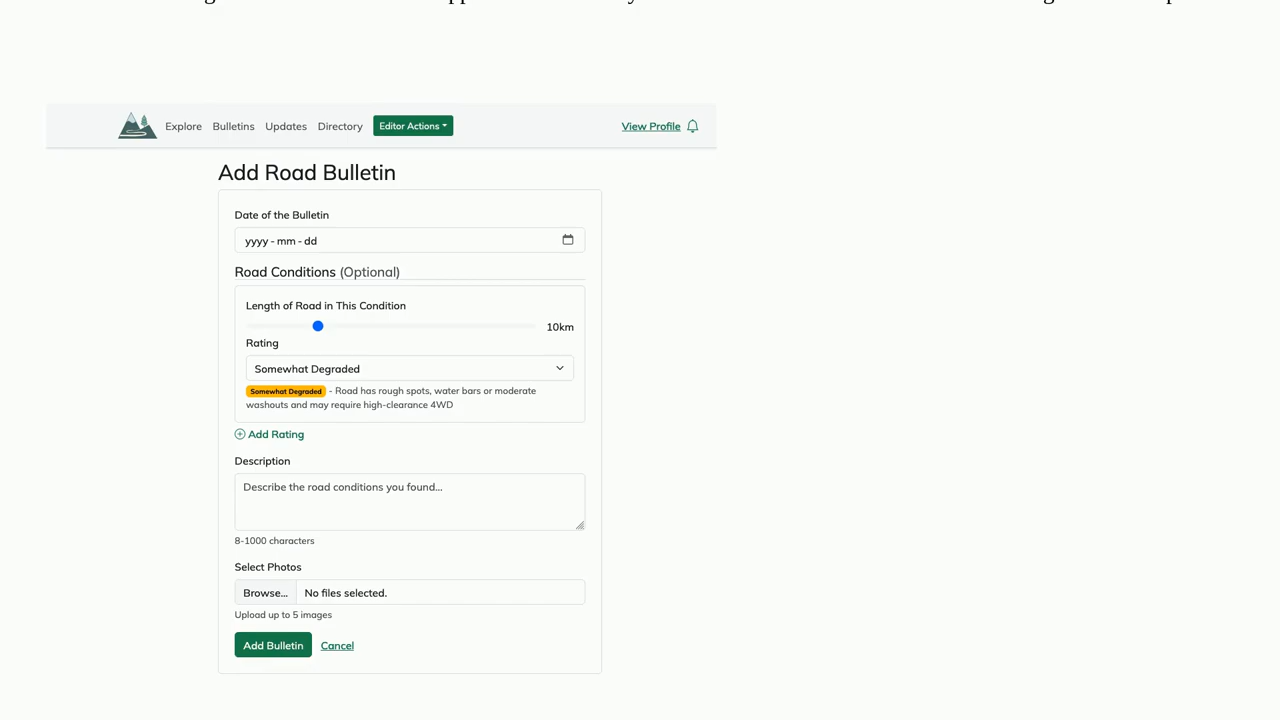 Explore Bulletins Updates Directory Editor Actions View Profile
Add Road Bulletin
Date of the Bulletin
yyyy - mm - dd
Road Conditions (Optional)
Length of Road in This Condition
10km
Rating
Somewhat Degraded
Somewhat Degraded - Road has rough spots, water bars or moderate
washouts and may require high-clearance 4WD
Add Rating
Description
Describe the road conditions you found...
8-1000 characters
Select Photos
Browse... No files selected.
Upload up to 5 images
Add Bulletin Cancel